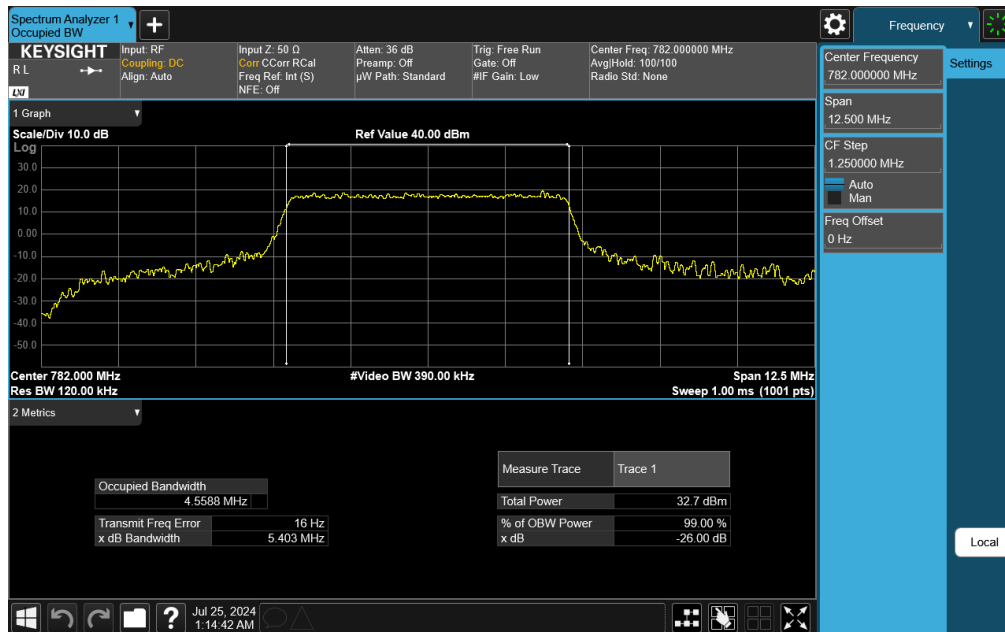 Spectrum Analyzer 1
Occupied BW
Frequency
KEYSIGHT
R L
LXI
Input: RF
Coupling: DC
Align: Auto
Input Z: 50 Ω
Corr CCorr RCal
Freq Ref: Int (S)
NFE: Off
Atten: 36 dB
Preamp: Off
µW Path: Standard
Trig: Free Run
Gate: Off
#IF Gain: Low
Center Freq: 782.000000 MHz
Avg|Hold: 100/100
Radio Std: None
Center Frequency
782.000000 MHz
Settings
Span
12.500 MHz
CF Step
1.250000 MHz
Auto
Man
Freq Offset
0 Hz
Local
1 Graph
Scale/Div 10.0 dB
Ref Value 40.00 dBm
Log
30.0
20.0
10.0
0.00
-10.0
-20.0
-30.0
-40.0
-50.0
Center 782.000 MHz
#Video BW 390.00 kHz
Span 12.5 MHz
Res BW 120.00 kHz
Sweep 1.00 ms (1001 pts)
2 Metrics
Occupied Bandwidth
4.5588 MHz
Transmit Freq Error 16 Hz
x dB Bandwidth 5.403 MHz
Measure Trace Trace 1
Total Power 32.7 dBm
% of OBW Power 99.00 %
x dB -26.00 dB
?
Jul 25, 2024
1:14:42 AM